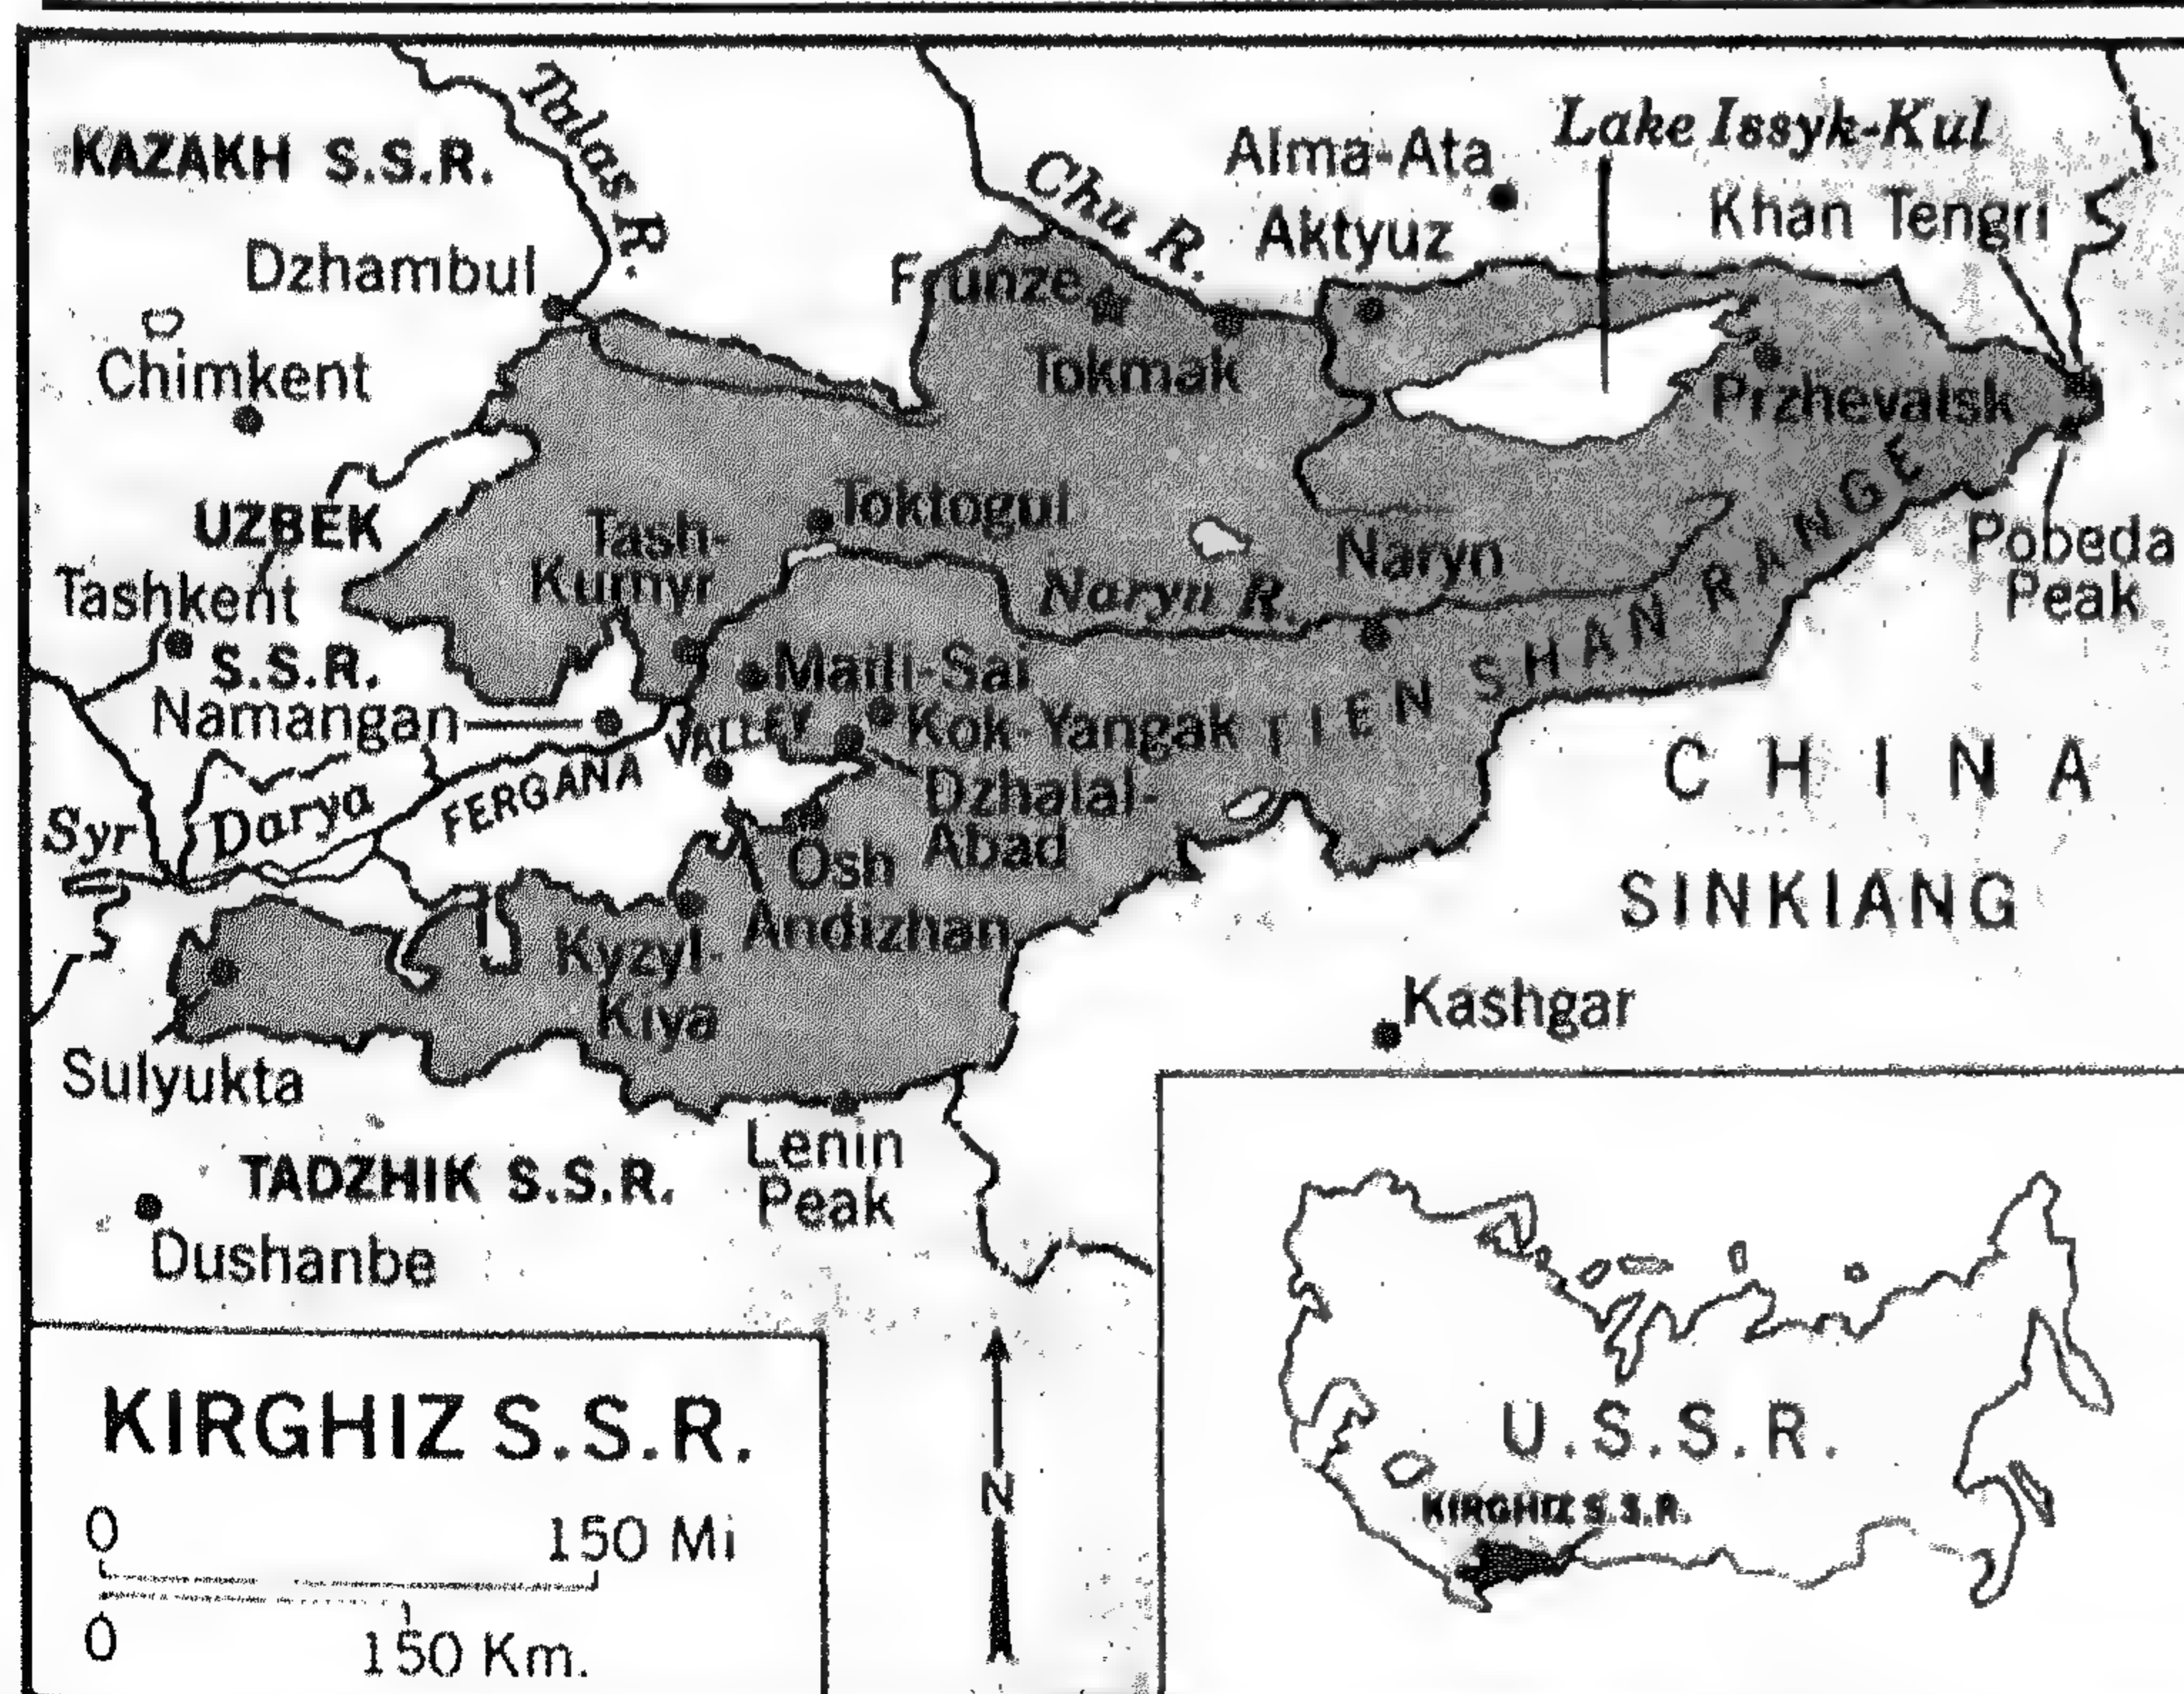 Talas R.
KAZAKH S.S.R.
Chu R.
Alma-Ata
Lake Issyk-Kul
Aktyuz
Khan Tengri
Dzhambul
Frunze
Chimkent
Tokmak
Przhevalsk
UZBEK
S.S.R.
Toktogul
Tash-
Kumyr
Naryn R.
Naryn
Pobeda
Peak
Tashkent
Maili-Sai
Namangan
Kok-Yangak
TIEN SHAN RANGE
FERGANA VALLEY
Syr Darya
Dzhalal-
Abad
Osh
Andizhan
CHINA
SINKIANG
Kyzyl-
Kiya
Kashgar
Sulyukta
Lenin
Peak
TADZHIK S.S.R.
Dushanbe
KIRGHIZ S.S.R.
0 150 Mi
0 150 Km.
N
U.S.S.R.
KIRGHIZ S.S.R.